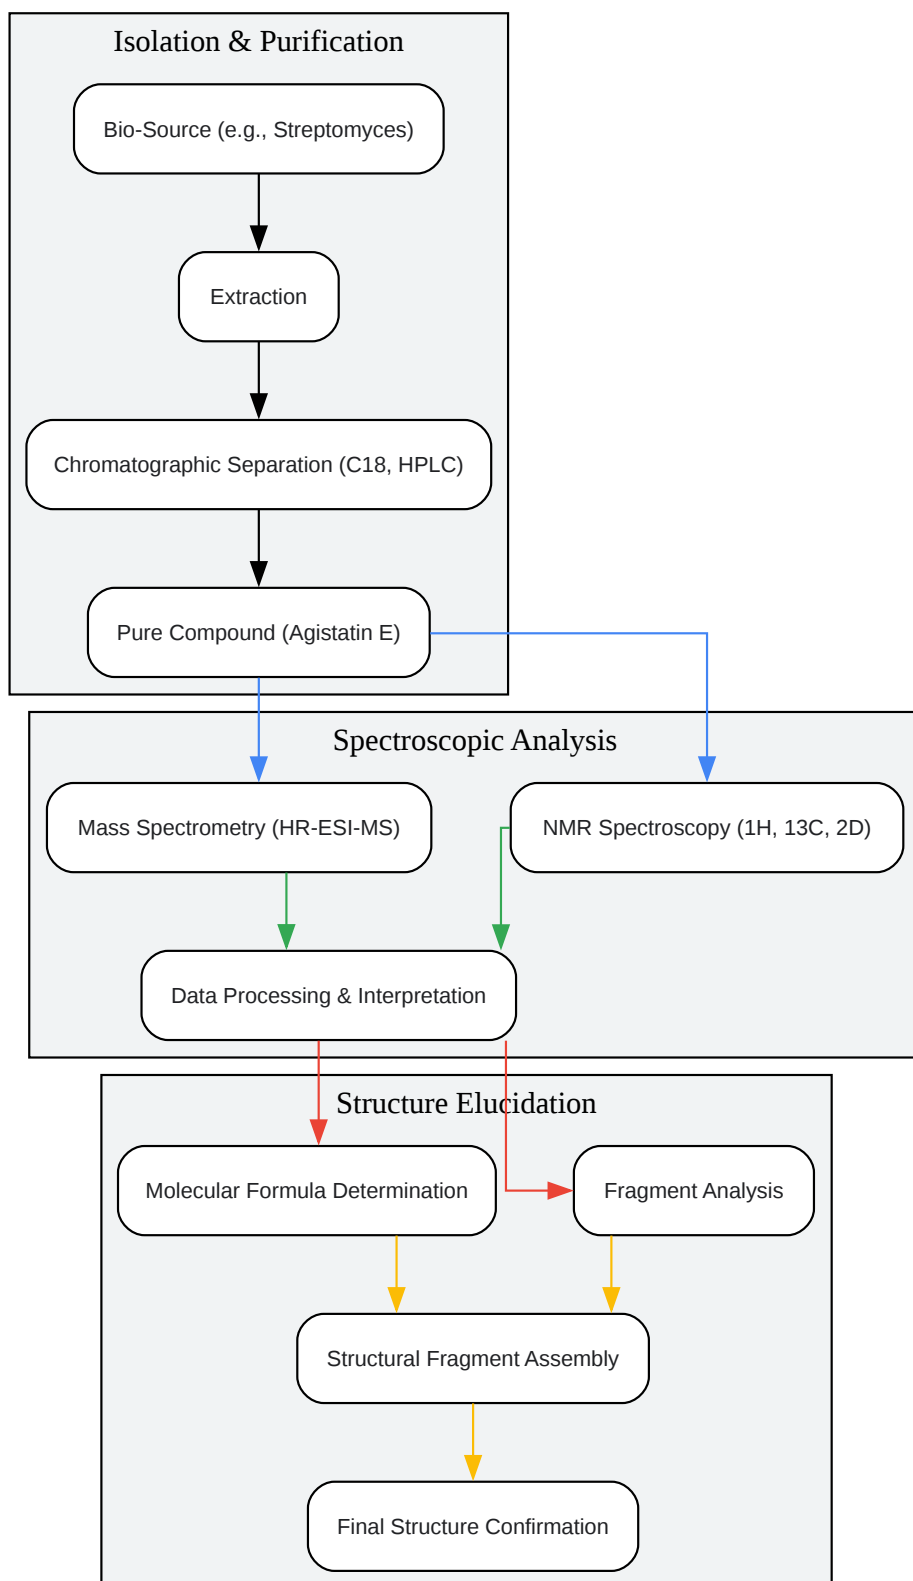 Isolation & Purification
Bio-Source (e.g., Streptomyces)
Extraction
Chromatographic Separation (C18, HPLC)
Pure Compound (Agistatin E)
Spectroscopic Analysis
Mass Spectrometry (HR-ESI-MS)
NMR Spectroscopy (1H, 13C, 2D)
Data Processing & Interpretation
Structure Elucidation
Molecular Formula Determination
Fragment Analysis
Structural Fragment Assembly
Final Structure Confirmation